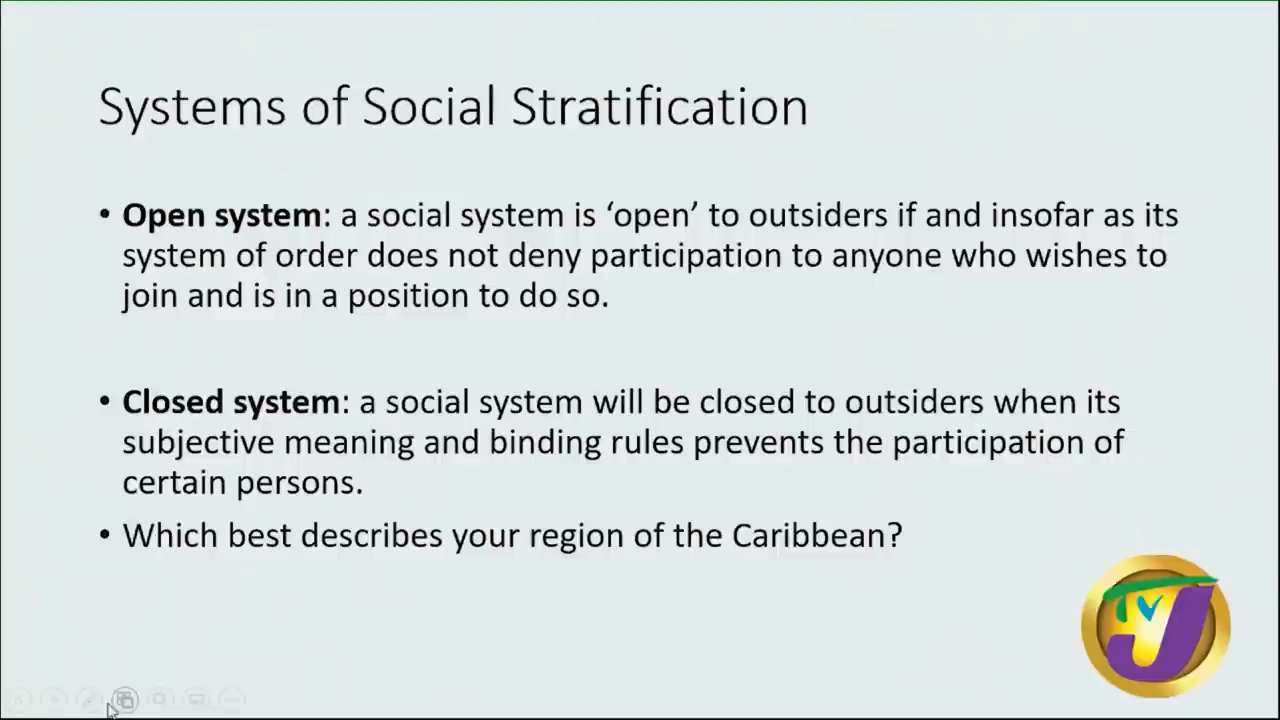 Systems of Social Stratification
• Open system: a social system is ‘open’ to outsiders if and insofar as its
system of order does not deny participation to anyone who wishes to
join and is in a position to do so.
• Closed system: a social system will be closed to outsiders when its
subjective meaning and binding rules prevents the participation of
certain persons.
• Which best describes your region of the Caribbean?
TVJ